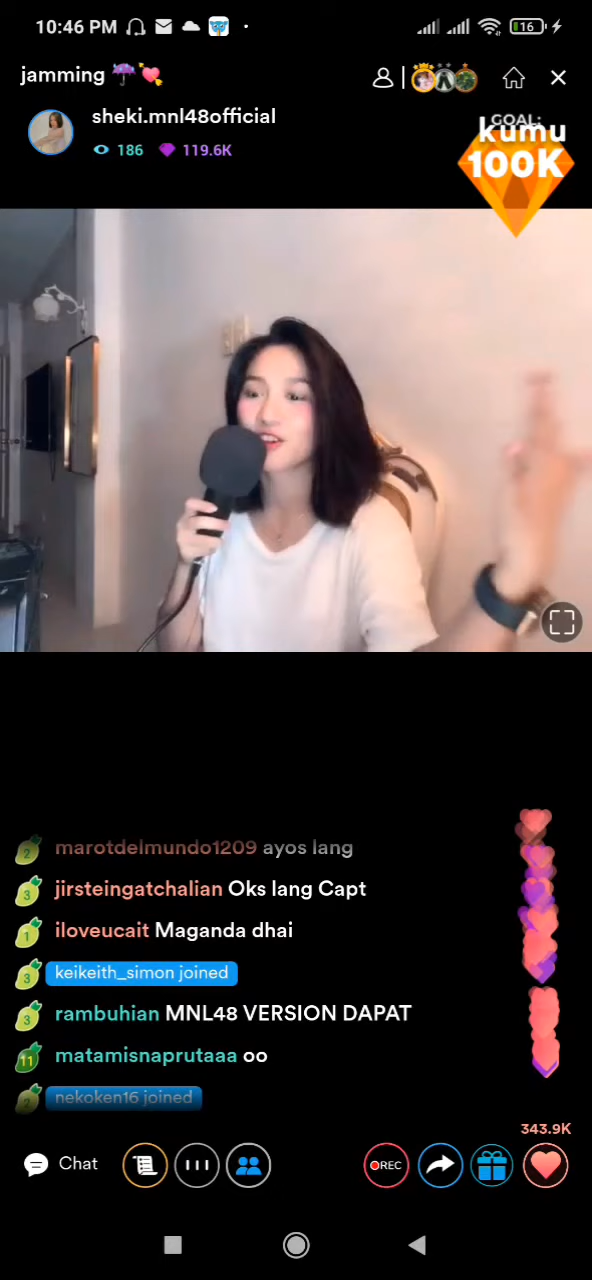 10:46 PM
16
jamming
sheki.mnl48official
186 119.6K
GOAL:
kumu
100K
2 marotdelmundo1209 ayos lang
3 jirsteingatchalian Oks lang Capt
1 iloveucait Maganda dhai
3 keikeith_simon joined
3 rambuhian MNL48 VERSION DAPAT
11 matamisnaprutaaa oo
2 nekoken16 joined
343.9K
Chat
REC